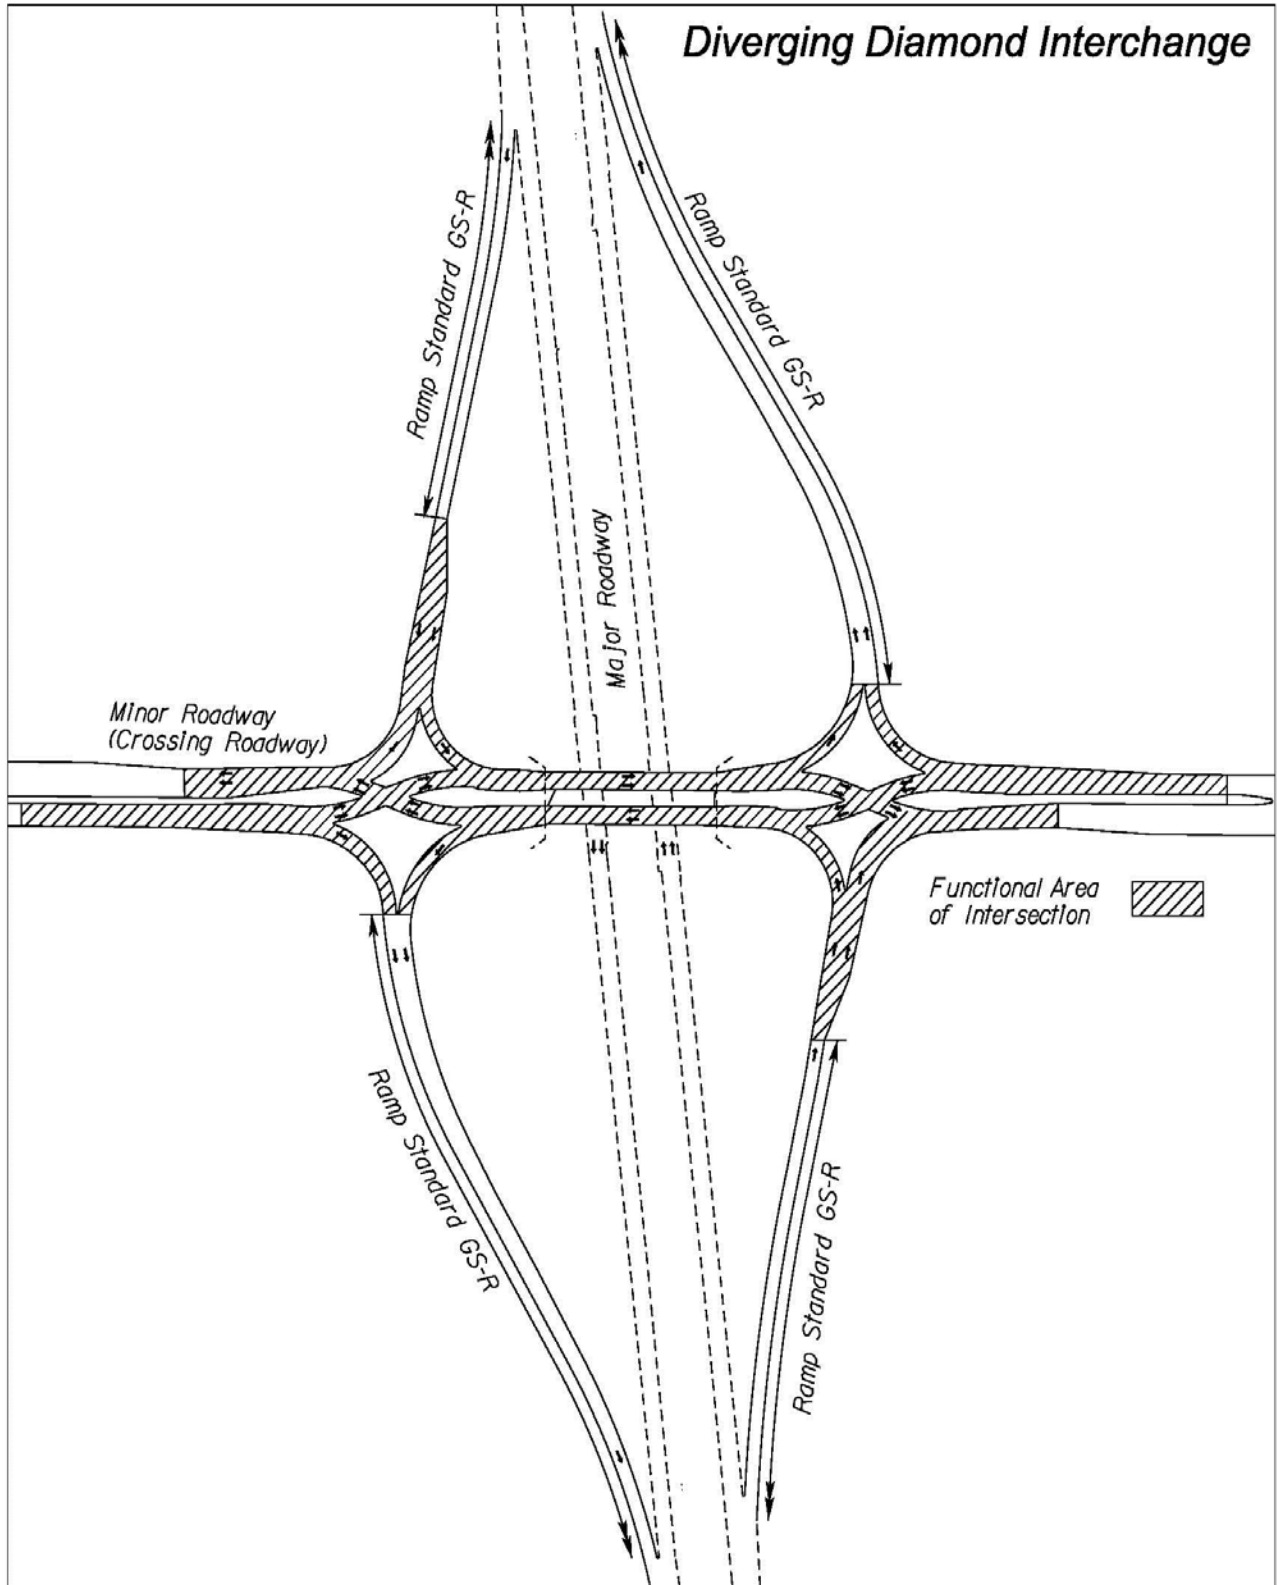 Diverging Diamond Interchange
Ramp Standard GS-R
Ramp Standard GS-R
Major Roadway
Minor Roadway
(Crossing Roadway)
Functional Area
of Intersection
Ramp Standard GS-R
Ramp Standard GS-R